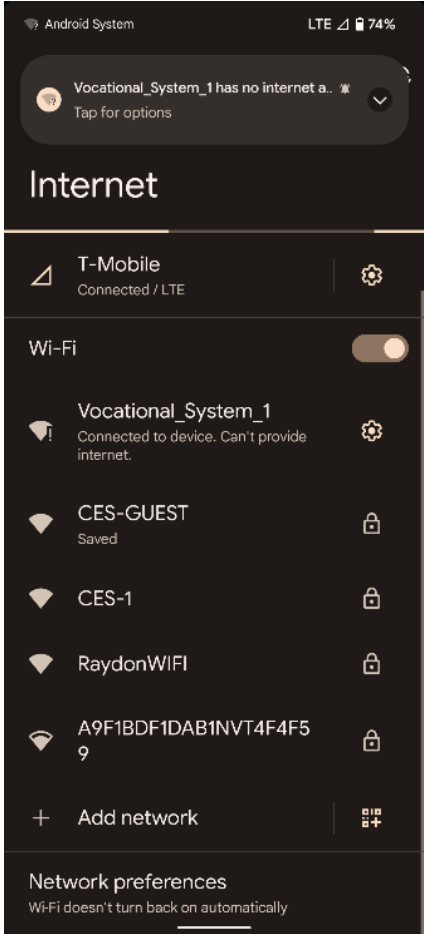 Android System
LTE 74%
Vocational_System_1 has no internet a..
Tap for options
Internet
T-Mobile
Connected / LTE
Wi-Fi
Vocational_System_1
Connected to device. Can't provide
internet.
CES-GUEST
Saved
CES-1
RaydonWIFI
A9F1BDF1DAB1NVT4F4F5
9
Add network
Network preferences
Wi-Fi doesn't turn back on automatically